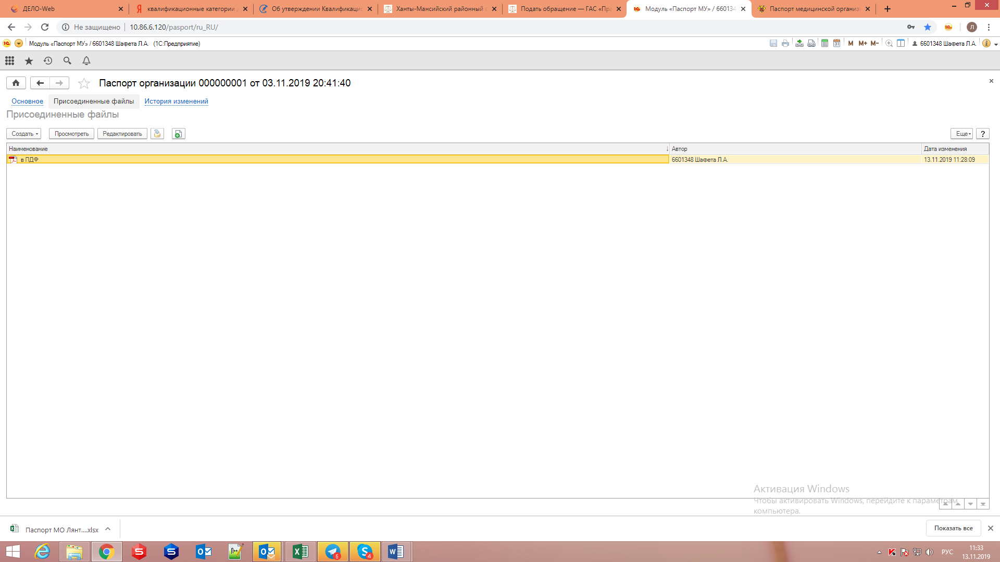 ДЕЛО-Web
квалификационные категории
Об утверждении Квалификаци
Ханты-Мансийский районный
Подать обращение — ГАС «Пра
Модуль «Паспорт МУ» / 66013
Паспорт медицинской организ
Не защищено
10.86.6.120/pasport/ru_RU/
Л
Модуль «Паспорт МУ» / 6601348 Шафета Л.А. (1С:Предприятие)
31
M M+ M-
6601348 Шафета Л.А.
Паспорт организации 000000001 от 03.11.2019 20:41:40
Основное
Присоединенные файлы
История изменений
Присоединенные файлы
Создать
Просмотреть
Редактировать
Еще
?
Наименование
Автор
Дата изменения
в ПДФ
6601348 Шафета Л.А.
13.11.2019 11:28:09
Активация Windows
Чтобы активировать Windows, перейдите к параметрам
компьютера.
Паспорт МО Лянт....xlsx
Показать все
6
4
РУС
11:33
13.11.2019